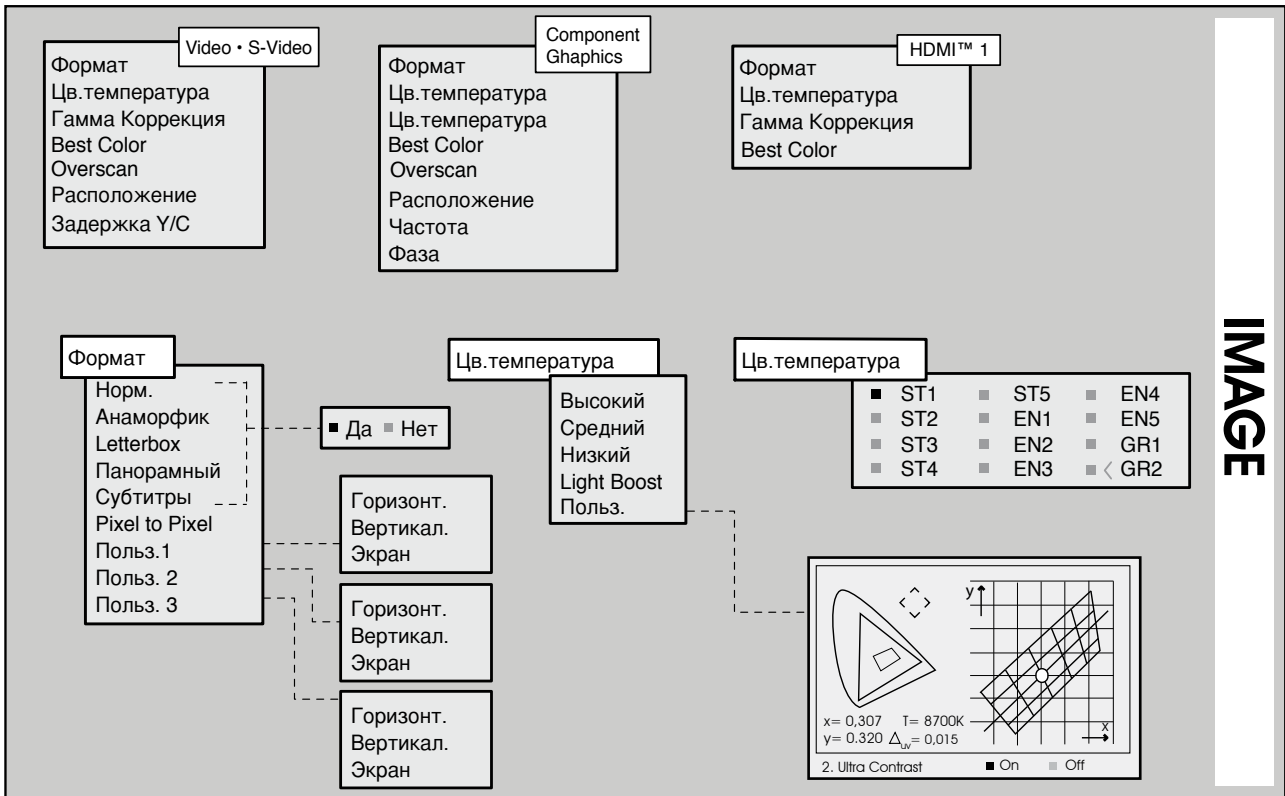 Video • S-Video
Формат
Цв.температура
Гамма Коррекция
Best Color
Overscan
Расположение
Задержка Y/C
Component
Ghaphics
Формат
Цв.температура
Цв.температура
Best Color
Overscan
Расположение
Частота
Фаза
HDMI™ 1
Формат
Цв.температура
Гамма Коррекция
Best Color
IMAGE
Формат
Норм.
Анаморфик
Letterbox
Панорамный
Субтитры
Pixel to Pixel
Польз.1
Польз. 2
Польз. 3
Да Нет
Горизонт.
Вертикал.
Экран
Горизонт.
Вертикал.
Экран
Горизонт.
Вертикал.
Экран
Цв.температура
Высокий
Средний
Низкий
Light Boost
Польз.
Цв.температура
ST1 ST5 EN4
ST2 EN1 EN5
ST3 EN2 GR1
ST4 EN3 < GR2
y
x
x= 0,307 T= 8700K
y= 0.320 △uv= 0,015
2. Ultra Contrast On Off